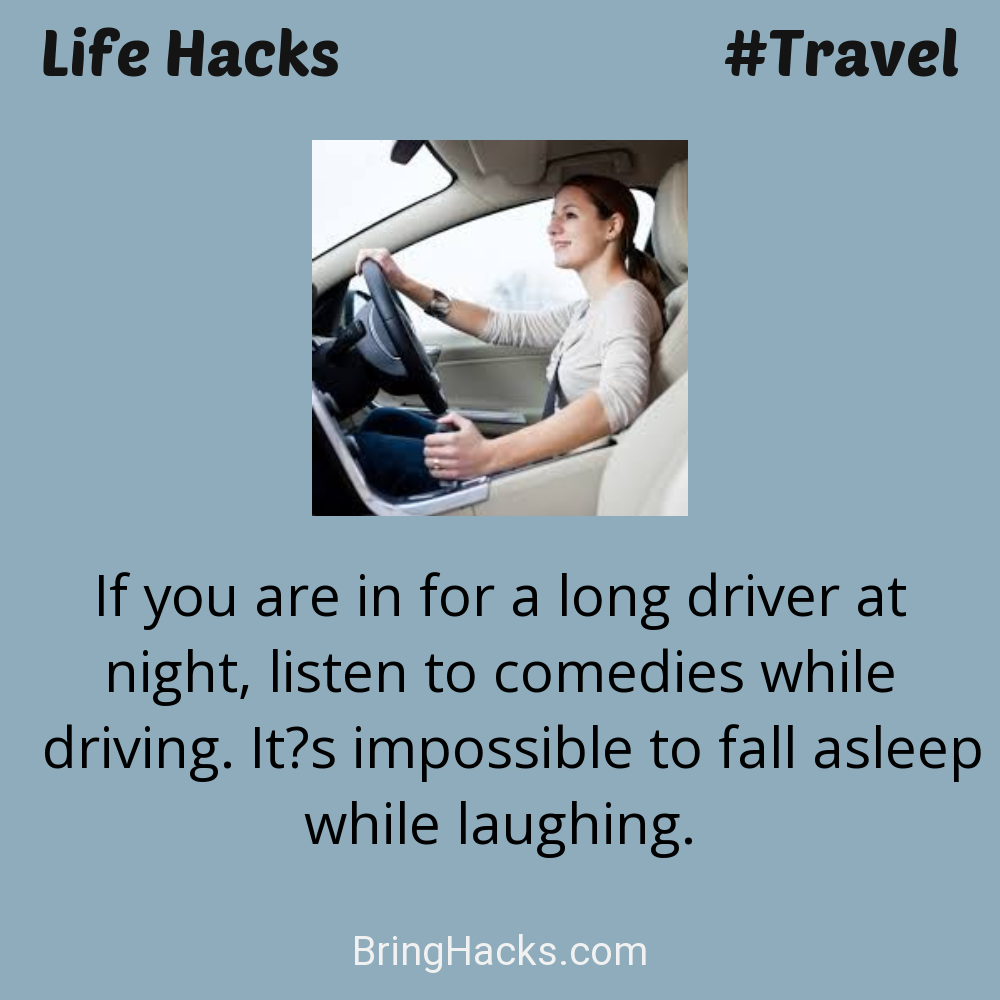 Life Hacks #Travel
If you are in for a long driver at
night, listen to comedies while
driving. It?s impossible to fall asleep
while laughing.
BringHacks.com